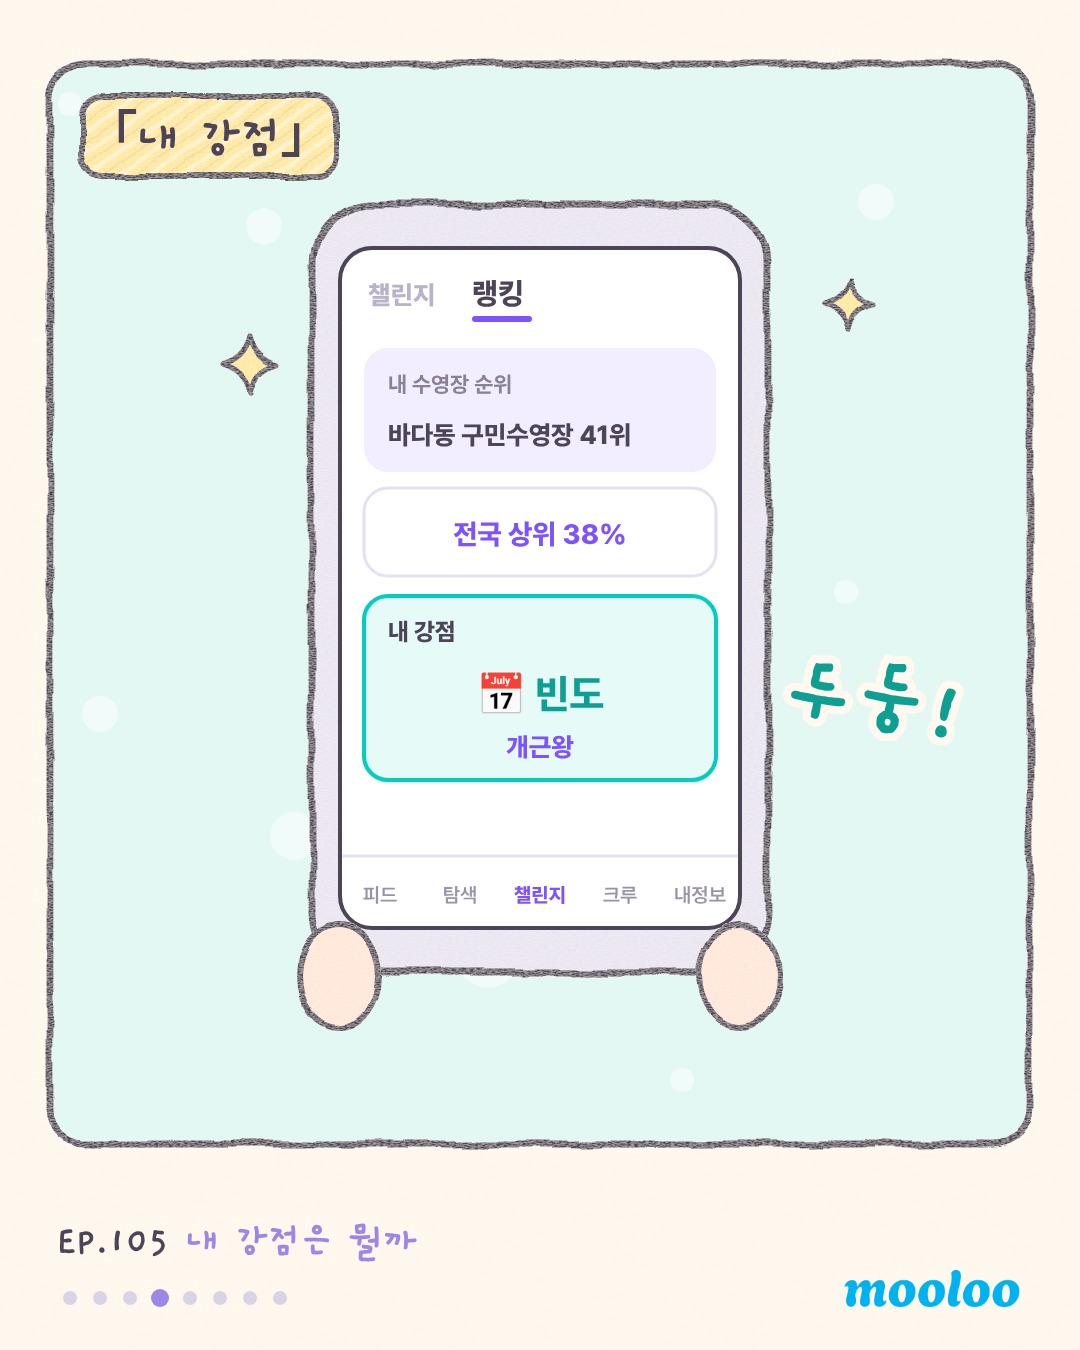 「내 강점」
챌린지 랭킹
내 수영장 순위
바다동 구민수영장 41위
전국 상위 38%
내 강점
July
17
빈도
개근왕
두둥!
피드 탐색 챌린지 크루 내정보
EP.105 내 강점은 뭘까
mooloo